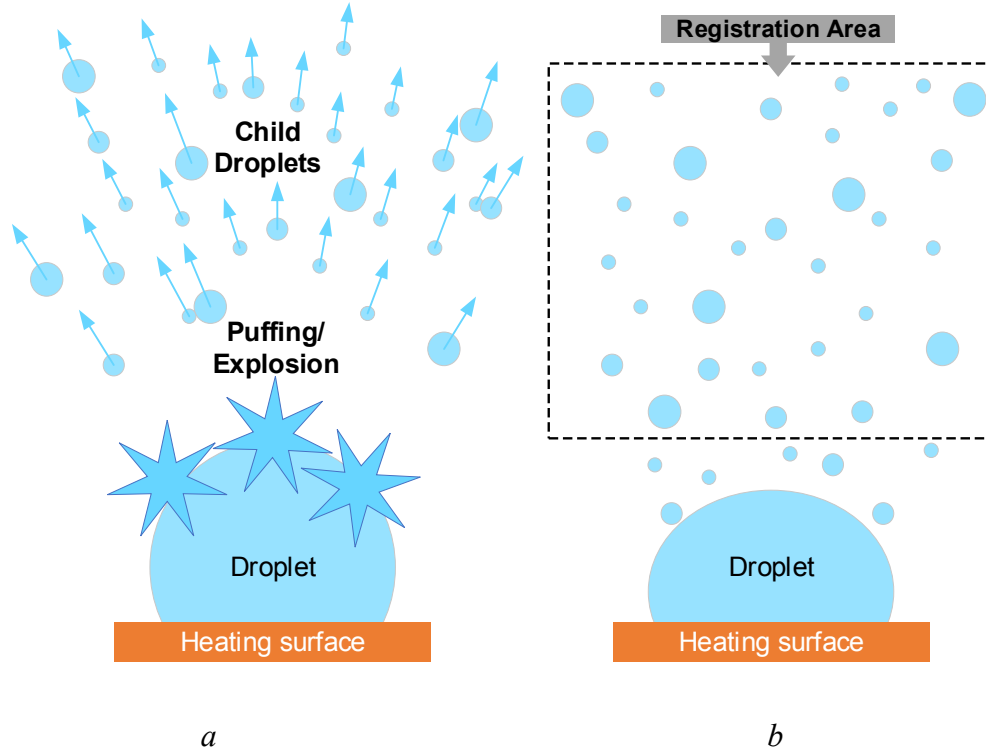 Registration Area
Child
Droplets
Puffing/
Explosion
Droplet
Heating surface
Droplet
Heating surface
a
b